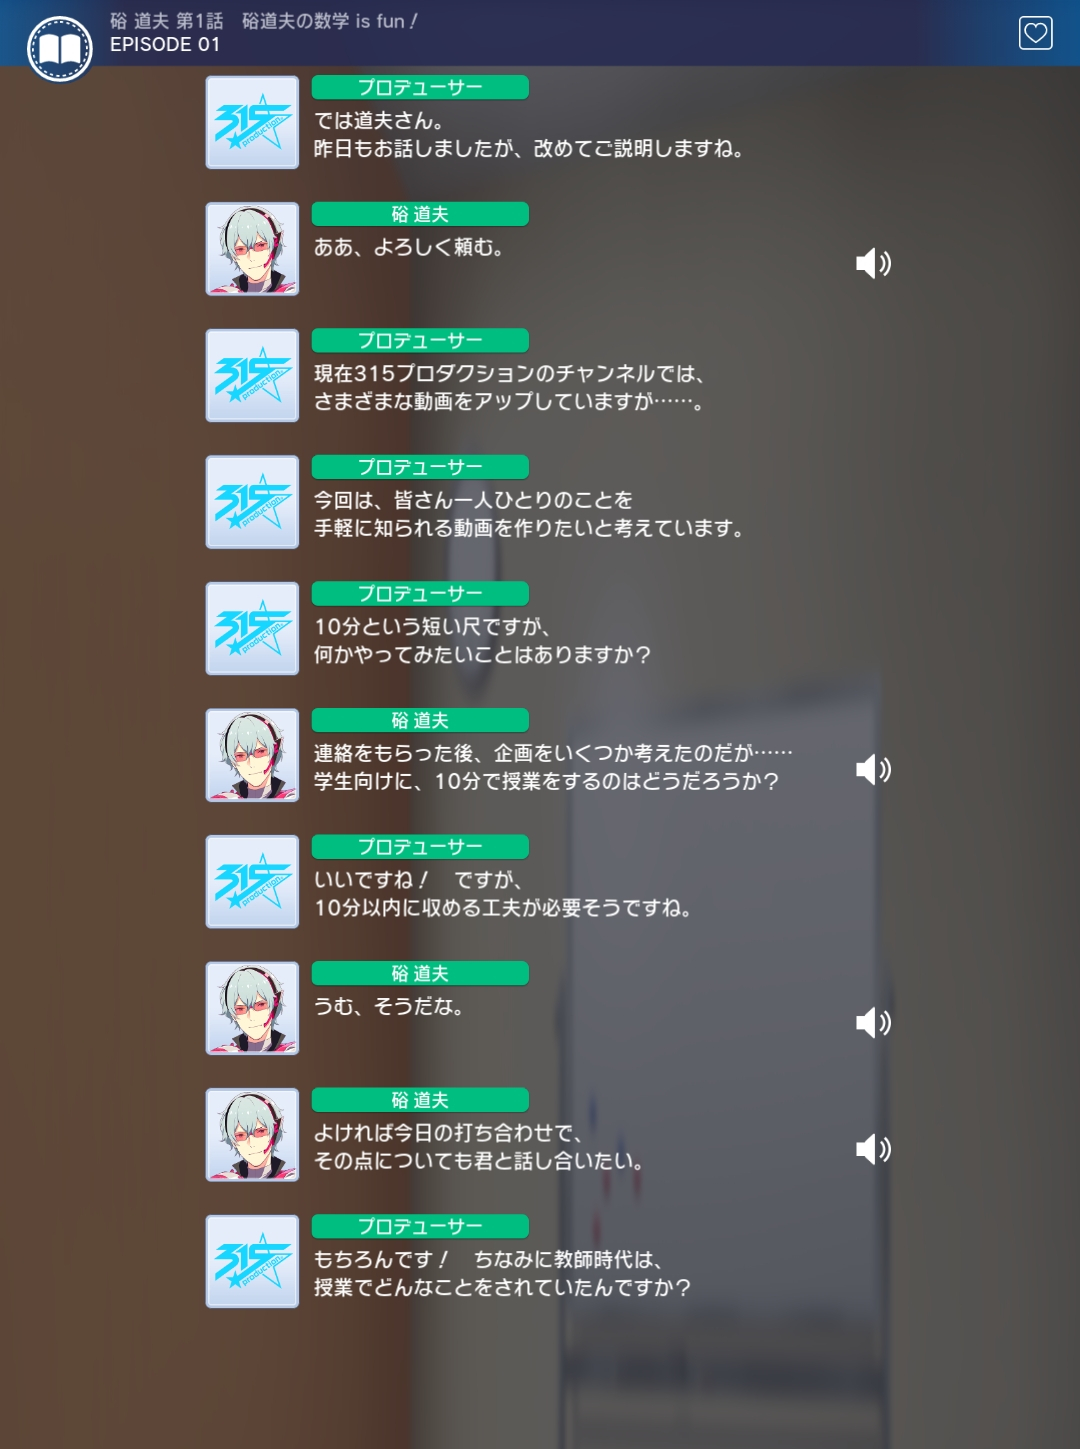 硲 道夫 第1話　硲道夫の数学 is fun！
EPISODE 01
プロデューサー
315 production
では道夫さん。
昨日もお話しましたが、改めてご説明しますね。
硲 道夫
ああ、よろしく頼む。
プロデューサー
315 production
現在315プロダクションのチャンネルでは、
さまざまな動画をアップしていますが……。
プロデューサー
315 production
今回は、皆さん一人ひとりのことを
手軽に知られる動画を作りたいと考えています。
プロデューサー
315 production
10分という短い尺ですが、
何かやってみたいことはありますか？
硲 道夫
連絡をもらった後、企画をいくつか考えたのだが……
学生向けに、10分で授業をするのはどうだろうか？
プロデューサー
315 production
いいですね！　ですが、
10分以内に収める工夫が必要そうですね。
硲 道夫
うむ、そうだな。
硲 道夫
よければ今日の打ち合わせで、
その点についても君と話し合いたい。
プロデューサー
315 production
もちろんです！　ちなみに教師時代は、
授業でどんなことをされていたんですか？